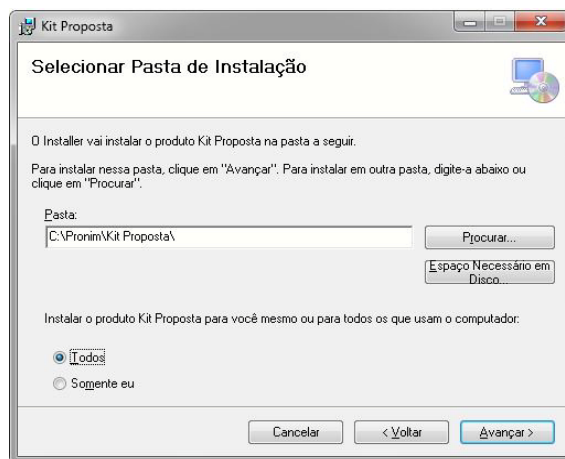 Kit Proposta
Selecionar Pasta de Instalação
O Installer vai instalar o produto Kit Proposta na pasta a seguir.
Para instalar nessa pasta, clique em "Avançar". Para instalar em outra pasta, digite-a abaixo ou
clique em "Procurar".
Pasta:
C:\Pronim\Kit Proposta\
Procurar...
Espaço Necessário em
Disco...
Instalar o produto Kit Proposta para você mesmo ou para todos os que usam o computador:
Todos
Somente eu
Cancelar
< Voltar
Avançar >